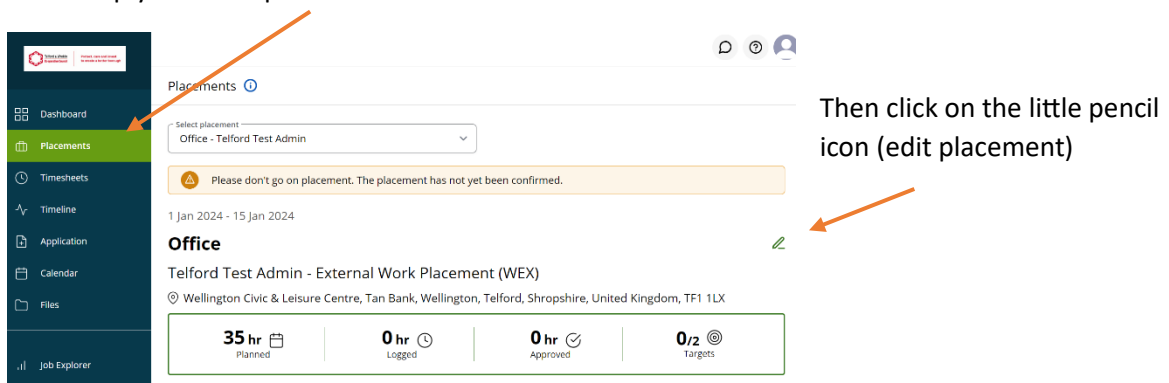 Placements
Dashboard
Placements
Timesheets
Timeline
Application
Calendar
Files
Job Explorer
Select placement
Office - Telford Test Admin
Please don't go on placement. The placement has not yet been confirmed.
1 Jan 2024 - 15 Jan 2024
Office
Telford Test Admin - External Work Placement (WEX)
Wellington Civic & Leisure Centre, Tan Bank, Wellington, Telford, Shropshire, United Kingdom, TF1 1LX
35 hr
Planned
0 hr
Logged
0 hr
Approved
0/2
Targets
Then click on the little pencil
icon (edit placement)